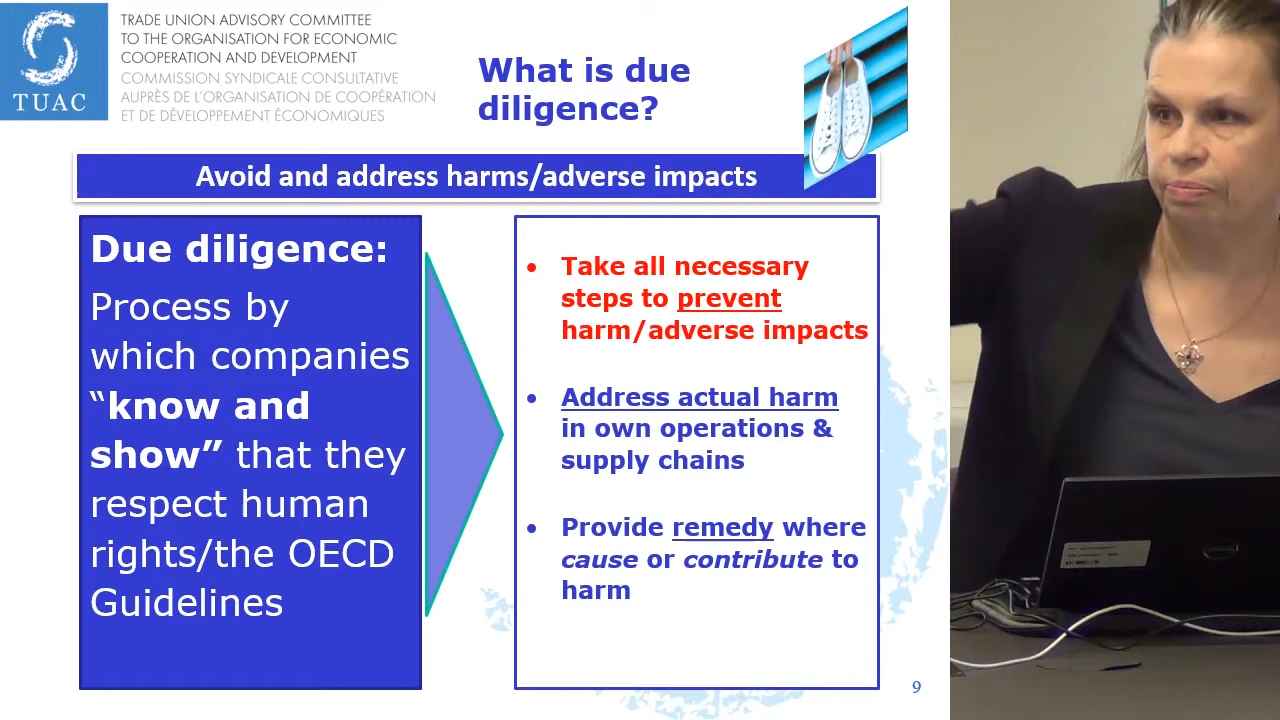 TRADE UNION ADVISORY COMMITTEE
TO THE ORGANISATION FOR ECONOMIC
COOPERATION AND DEVELOPMENT
COMMISSION SYNDICALE CONSULTATIVE
AUPRÈS DE L'ORGANISATION DE COOPÉRATION
ET DE DÉVELOPPEMENT ÉCONOMIQUES
TUAC
What is due
diligence?
Avoid and address harms/adverse impacts
Due diligence:
Process by
which companies
“know and
show” that they
respect human
rights/the OECD
Guidelines
• Take all necessary
steps to prevent
harm/adverse impacts
• Address actual harm
in own operations &
supply chains
• Provide remedy where
cause or contribute to
harm
9